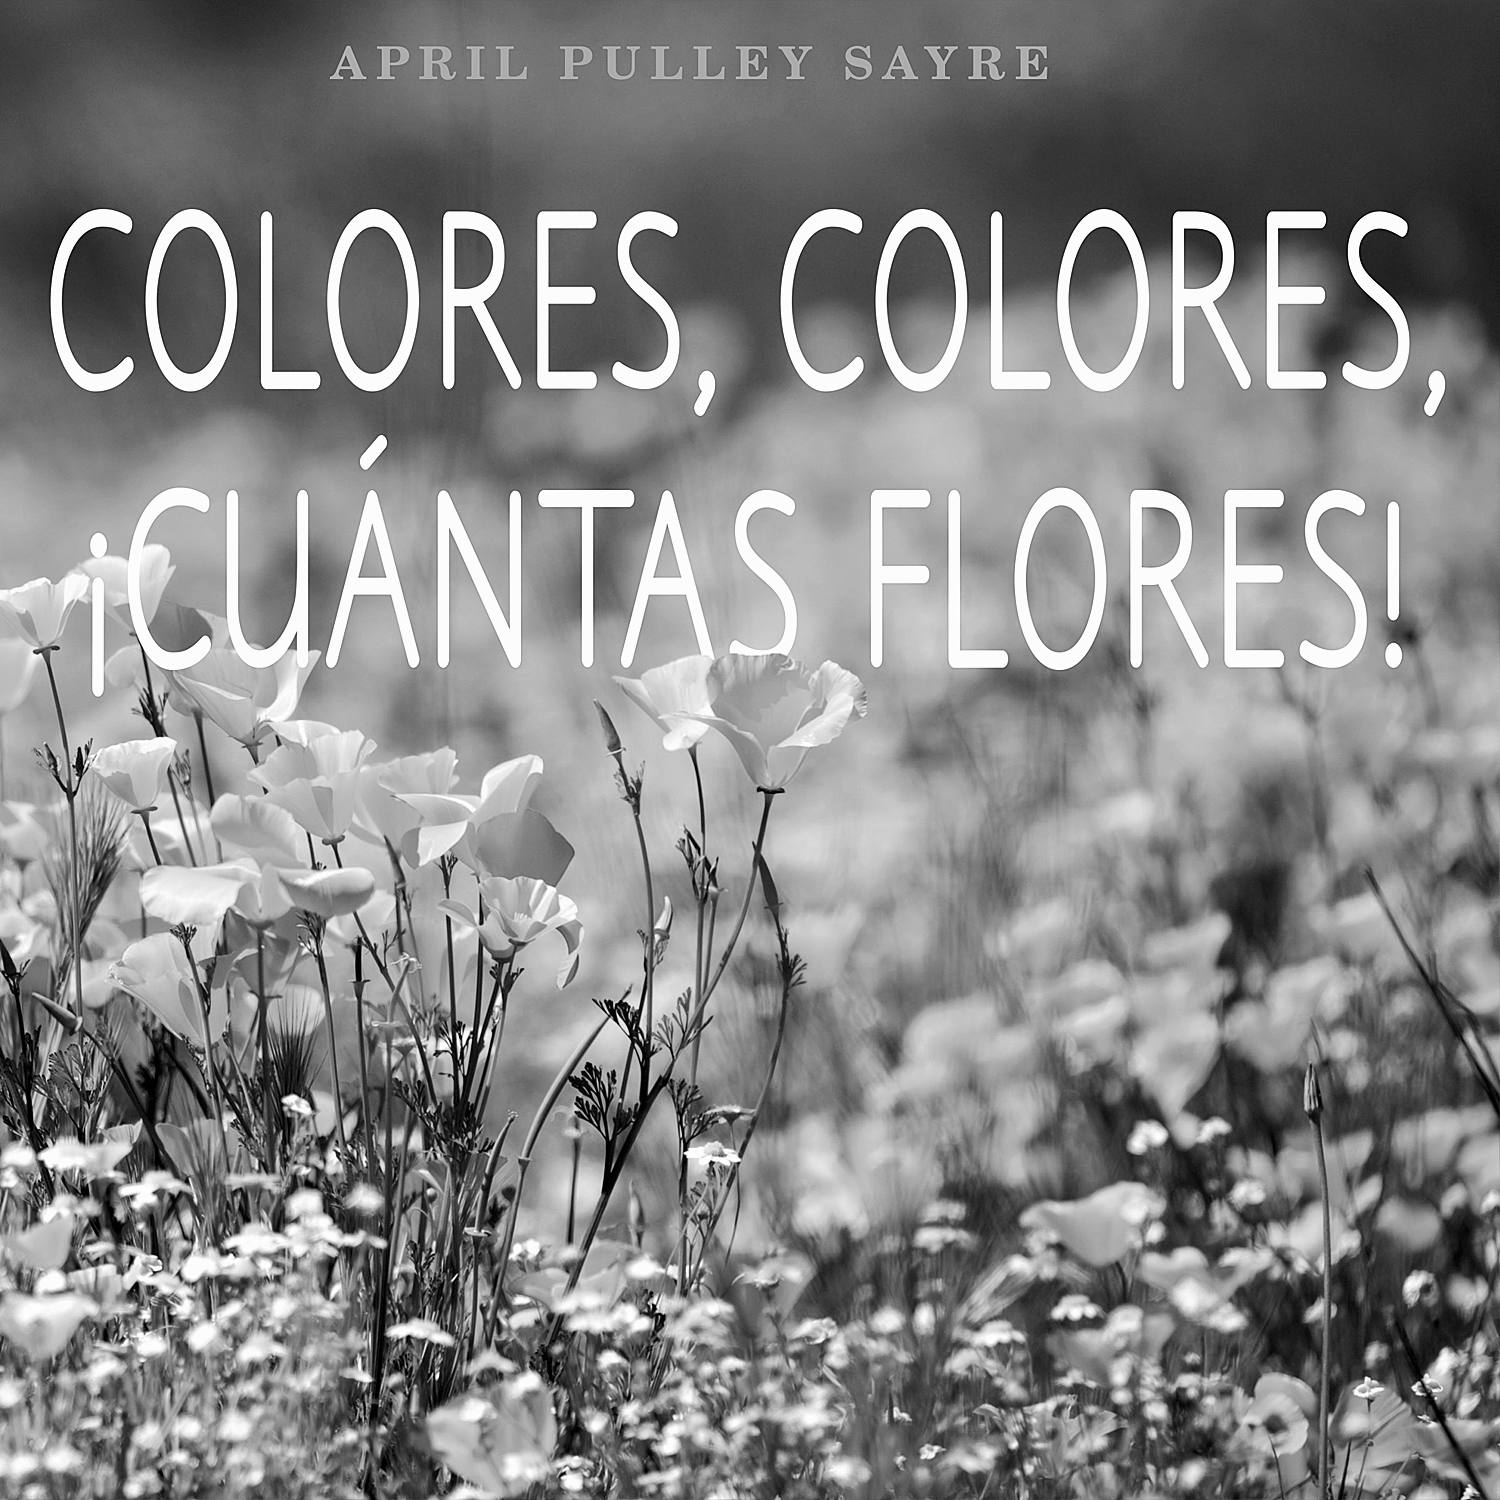 APRIL PULLEY SAYRE
COLORES, COLORES,
¡CUÁNTAS FLORES!